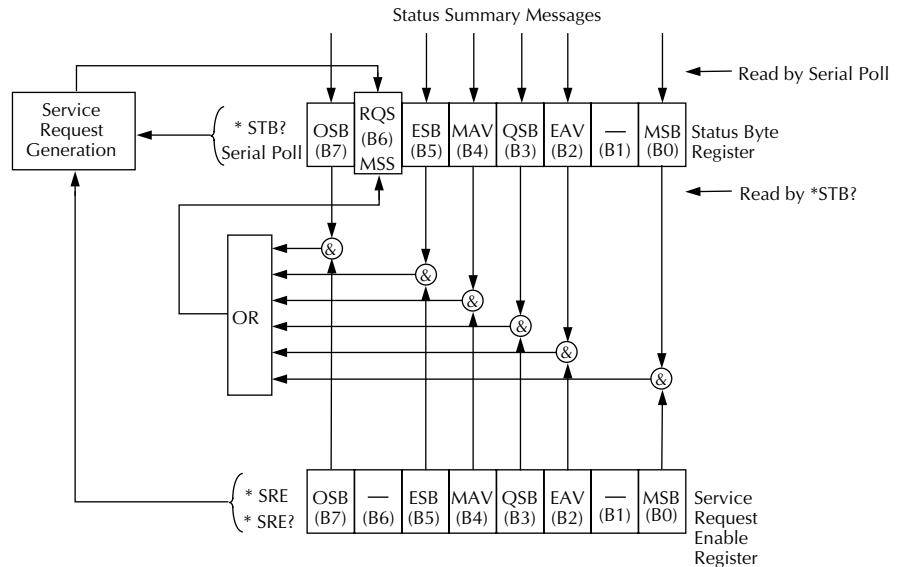 Status Summary Messages
Read by Serial Poll
Service
Request
Generation
* STB?
Serial Poll
OSB
(B7)
RQS
(B6)
MSS
ESB
(B5)
MAV
(B4)
QSB
(B3)
EAV
(B2)
—
(B1)
MSB
(B0)
Status Byte
Register
Read by *STB?
&
&
&
&
&
&
OR
* SRE
* SRE?
OSB
(B7)
—
(B6)
ESB
(B5)
MAV
(B4)
QSB
(B3)
EAV
(B2)
—
(B1)
MSB
(B0)
Service
Request
Enable
Register